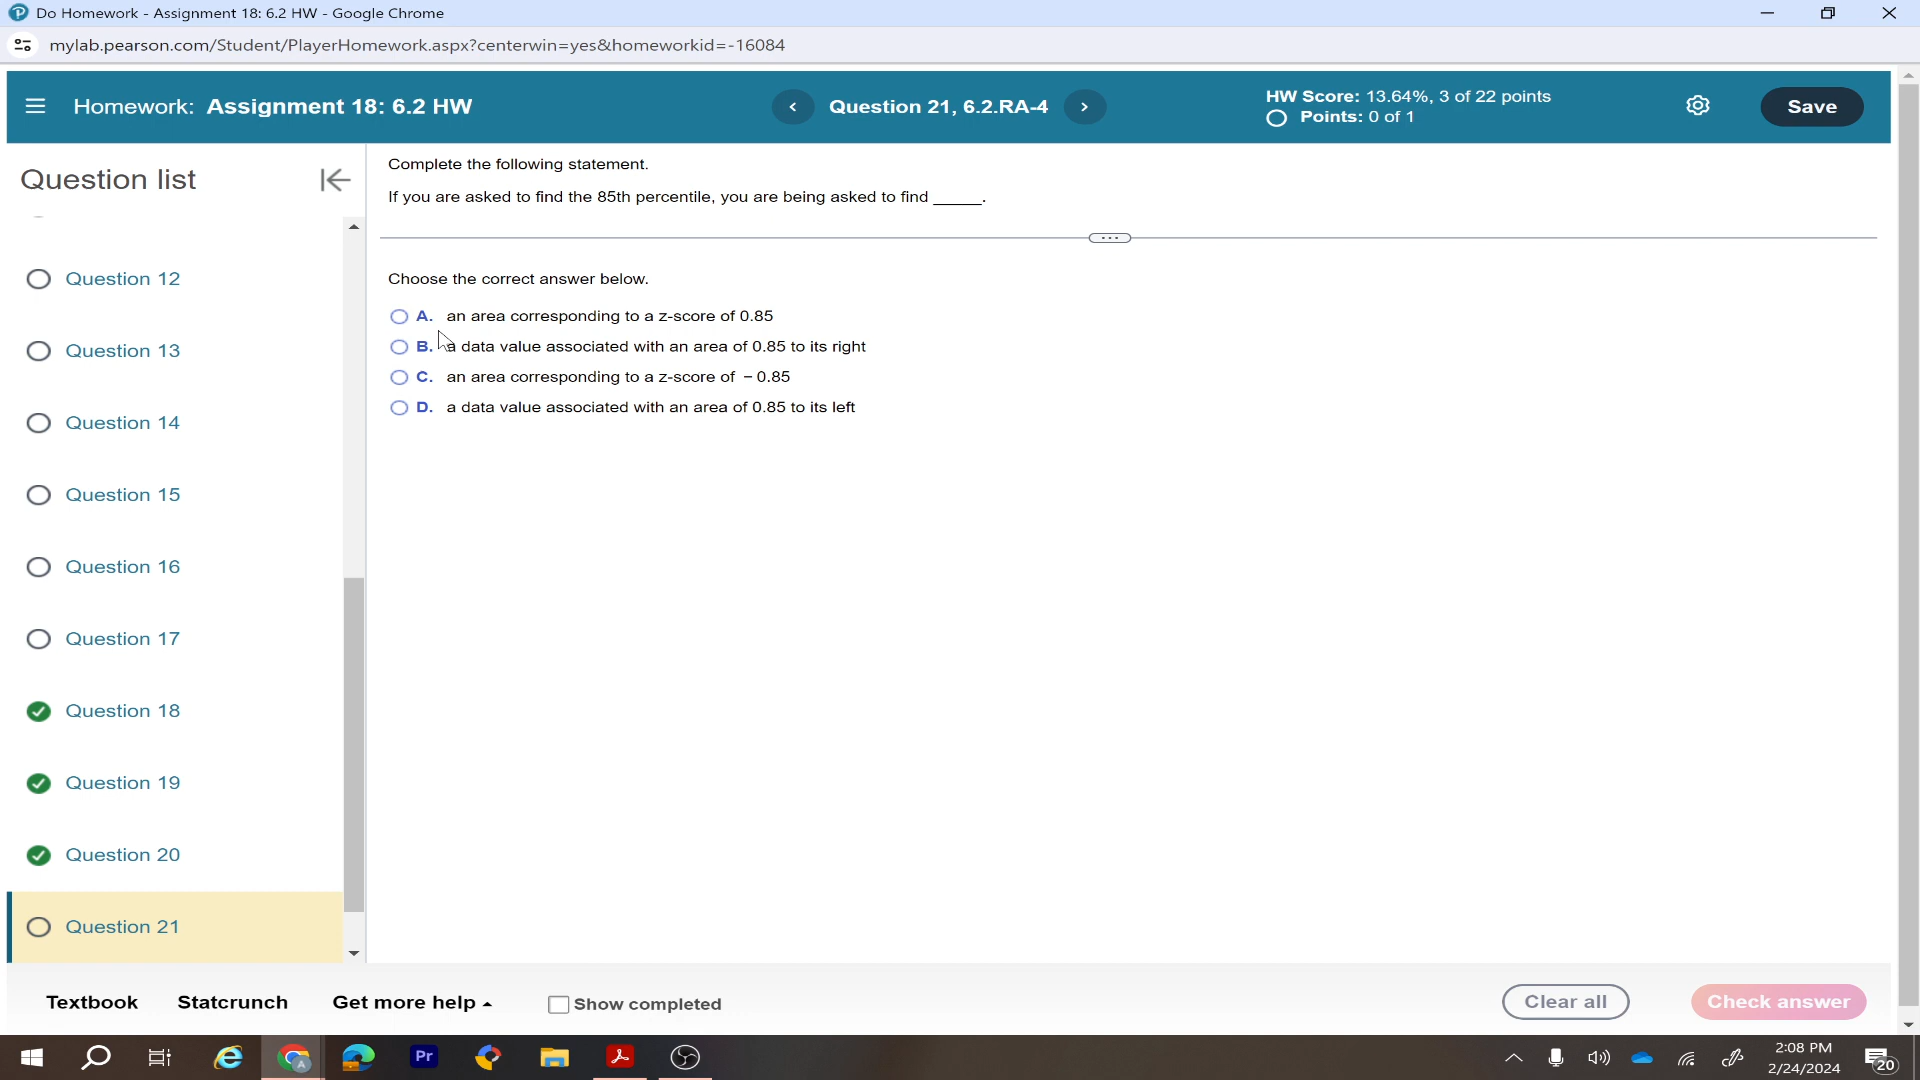 Do Homework - Assignment 18: 6.2 HW - Google Chrome
mylab.pearson.com/Student/PlayerHomework.aspx?centerwin=yes&homeworkid=-16084
Homework: Assignment 18: 6.2 HW
Question 21, 6.2.RA-4
HW Score: 13.64%, 3 of 22 points
Points: 0 of 1
Save
Question list
Question 12
Question 13
Question 14
Question 15
Question 16
Question 17
Question 18
Question 19
Question 20
Question 21
Complete the following statement.
If you are asked to find the 85th percentile, you are being asked to find ______.
Choose the correct answer below.
A. an area corresponding to a z-score of 0.85
B. a data value associated with an area of 0.85 to its right
C. an area corresponding to a z-score of - 0.85
D. a data value associated with an area of 0.85 to its left
Textbook
Statcrunch
Get more help
Show completed
Clear all
Check answer
Pr
2:08 PM
2/24/2024
20